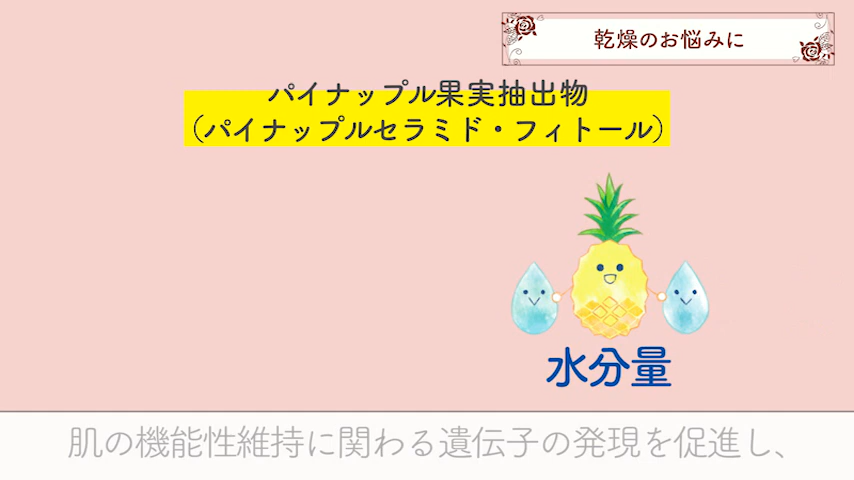 乾燥のお悩みに
パイナップル果実抽出物
（パイナップルセラミド・フィトール）
水分量
肌の機能性維持に関わる遺伝子の発現を促進し、